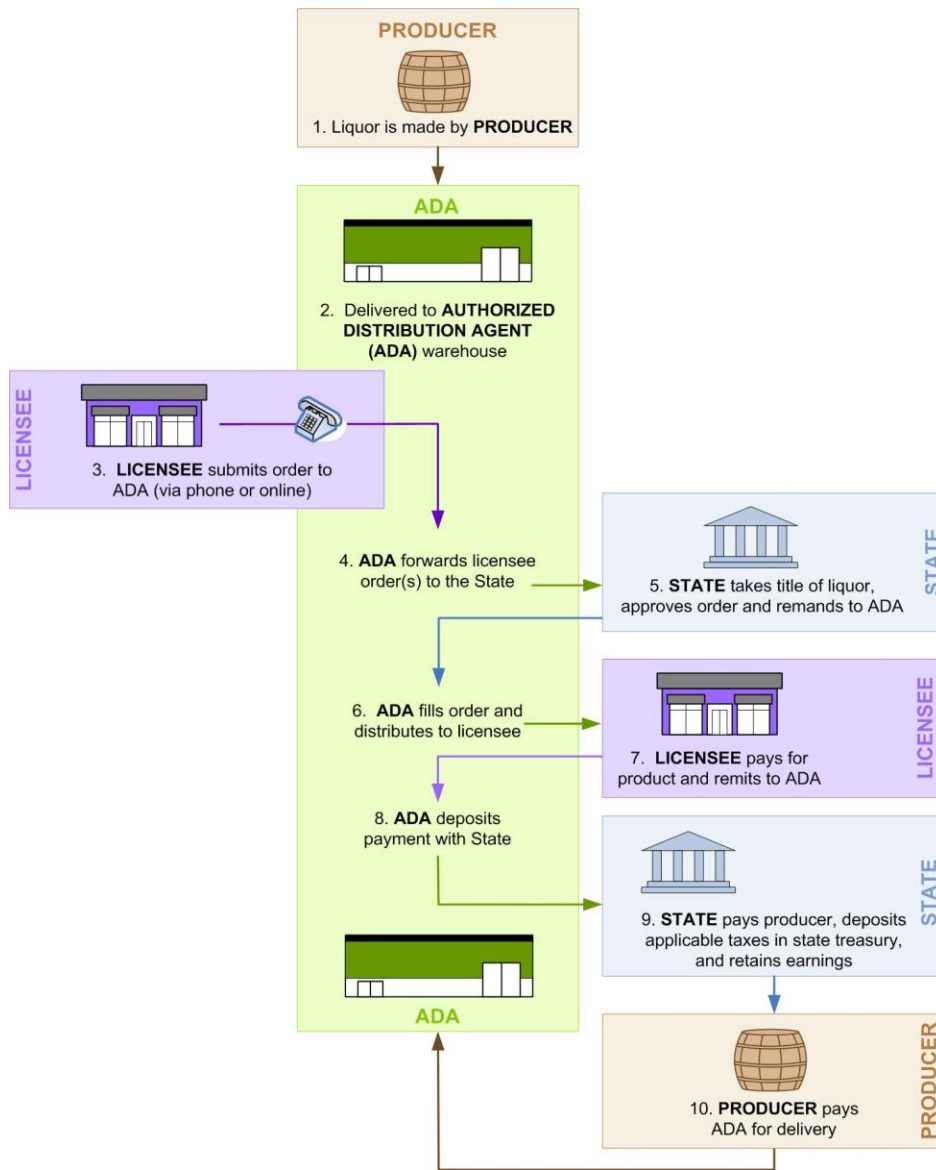 PRODUCER
1. Liquor is made by PRODUCER
ADA
2. Delivered to AUTHORIZED
DISTRIBUTION AGENT
(ADA) warehouse
LICENSEE
3. LICENSEE submits order to
ADA (via phone or online)
4. ADA forwards licensee
order(s) to the State
STATE
5. STATE takes title of liquor,
approves order and remands to ADA
6. ADA fills order and
distributes to licensee
LICENSEE
7. LICENSEE pays for
product and remits to ADA
8. ADA deposits
payment with State
STATE
9. STATE pays producer, deposits
applicable taxes in state treasury,
and retains earnings
ADA
PRODUCER
10. PRODUCER pays
ADA for delivery